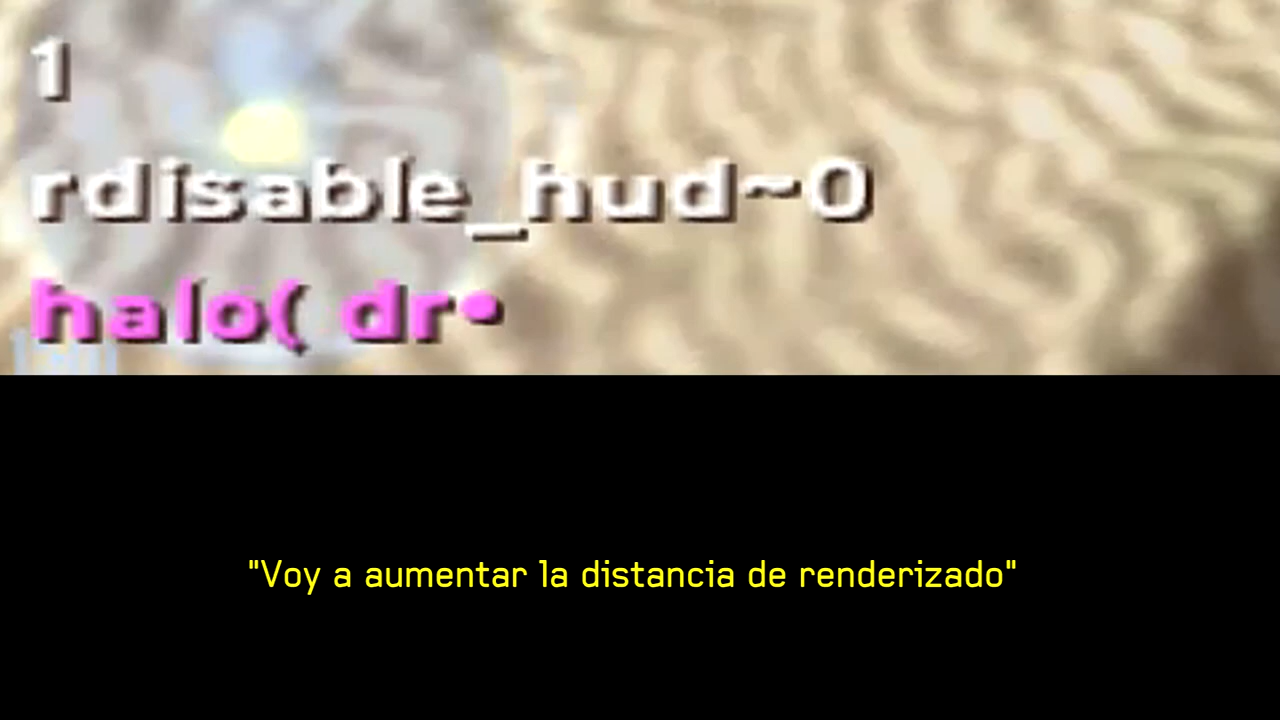 1
rdisable_hud~0
halo( dr•
"Voy a aumentar la distancia de renderizado"